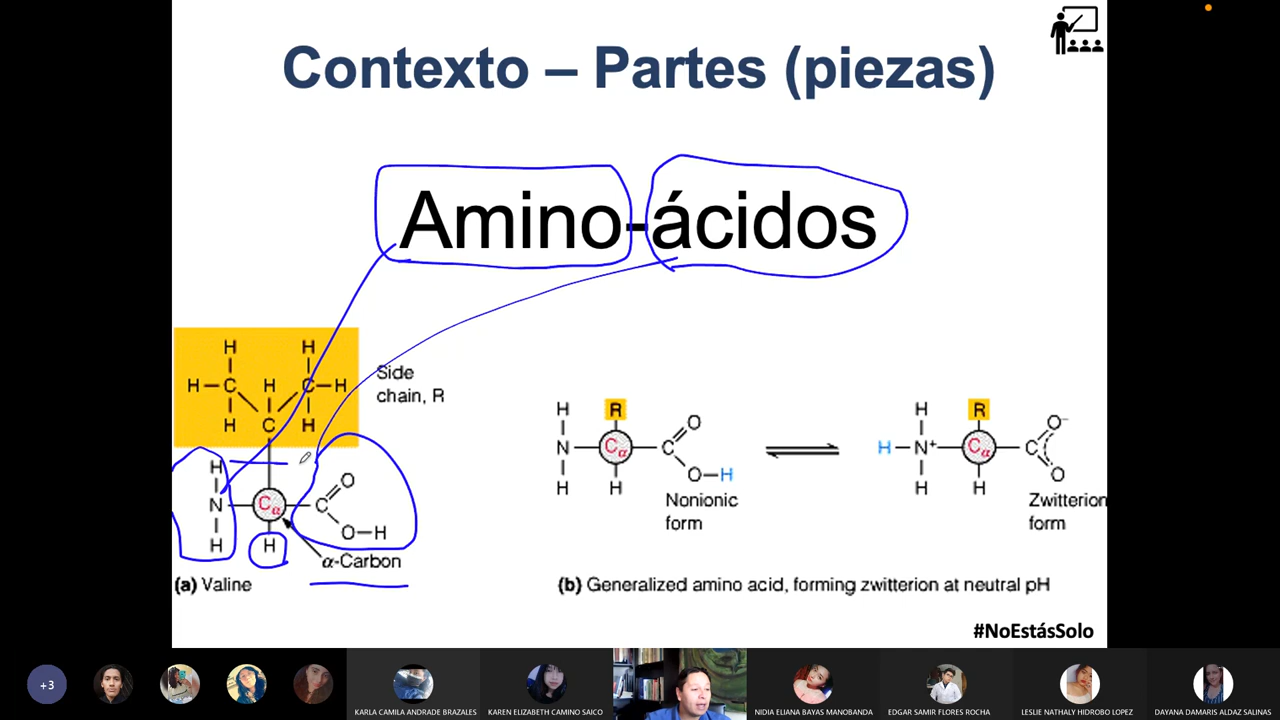 Contexto – Partes (piezas)
Amino-ácidos
H H
H–C H C–H
H C H
Side
chain, R
H
N Cα C O
H H O–H
α-Carbon
(a) Valine
H R O
N Cα C
H H O–H
Nonionic
form
H R O⁻
H–N⁺ Cα C
H H O
Zwitterion
form
(b) Generalized amino acid, forming zwitterion at neutral pH
#NoEstásSolo
+3
KARLA CAMILA ANDRADE BRAZALES
KAREN ELIZABETH CAMINO SAICO
NIDIA ELIANA BAYAS MANOBANDA
EDGAR SAMIR FLORES ROCHA
LESLIE NATHALY HIDROBO LOPEZ
DAYANA DAMARIS ALDAZ SALINAS